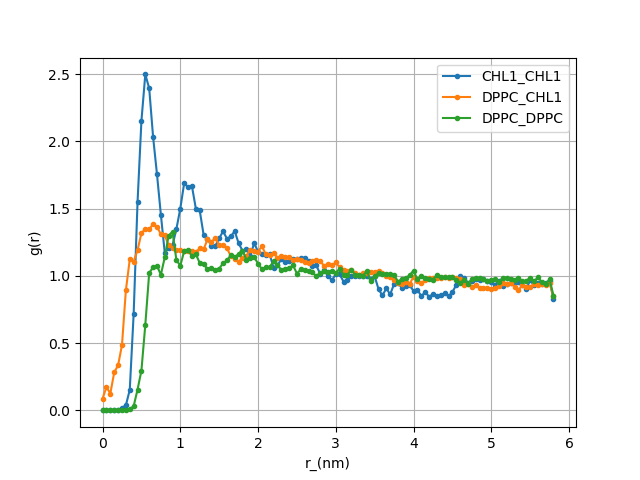 CHL1_CHL1
DPPC_CHL1
DPPC_DPPC
2.5
2.0
1.5
1.0
0.5
0.0
g(r)
0 1 2 3 4 5 6
r_(nm)